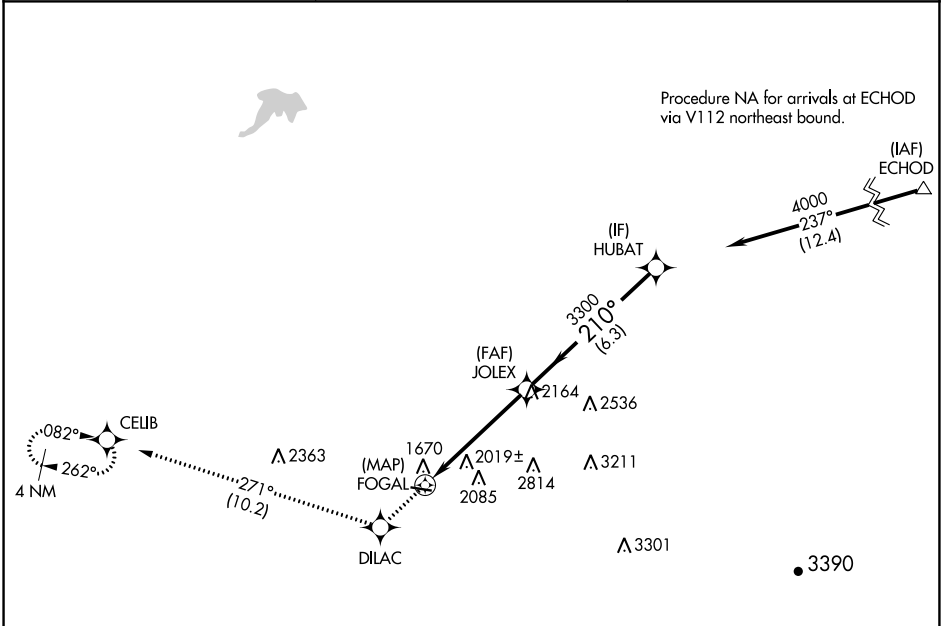 Procedure NA for arrivals at ECHOD
via V112 northeast bound.
(IAF)
ECHOD
4000
237°
(12.4)
(IF)
HUBAT
3300
210°
(6.3)
(FAF)
JOLEX
2164
2536
CELIB
082°
262°
4 NM
2363
1670
(MAP)
FOGAL
2019±
2085
2814
3211
271°
(10.2)
DILAC
3301
3390